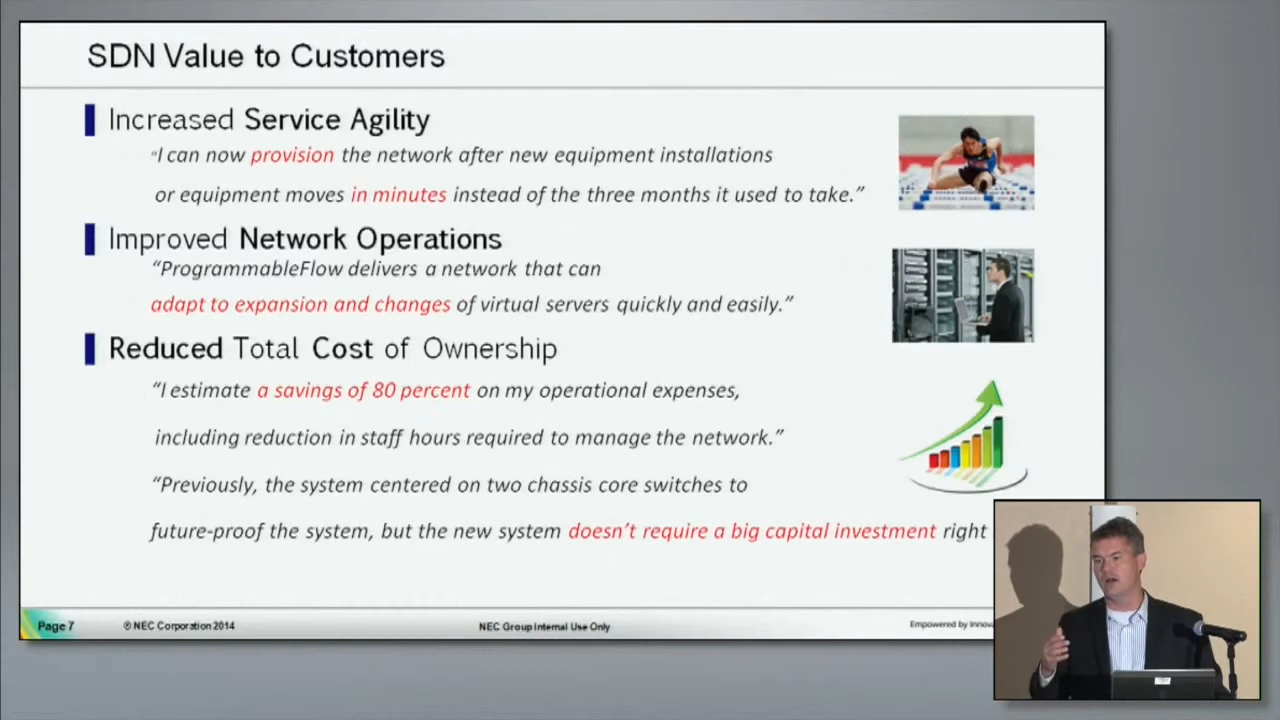 SDN Value to Customers
Increased Service Agility
"I can now provision the network after new equipment installations
or equipment moves in minutes instead of the three months it used to take.”
Improved Network Operations
“ProgrammableFlow delivers a network that can
adapt to expansion and changes of virtual servers quickly and easily.”
Reduced Total Cost of Ownership
“I estimate a savings of 80 percent on my operational expenses,
including reduction in staff hours required to manage the network.”
“Previously, the system centered on two chassis core switches to
future-proof the system, but the new system doesn’t require a big capital investment right
Page 7 © NEC Corporation 2014 NEC Group Internal Use Only Empowered by